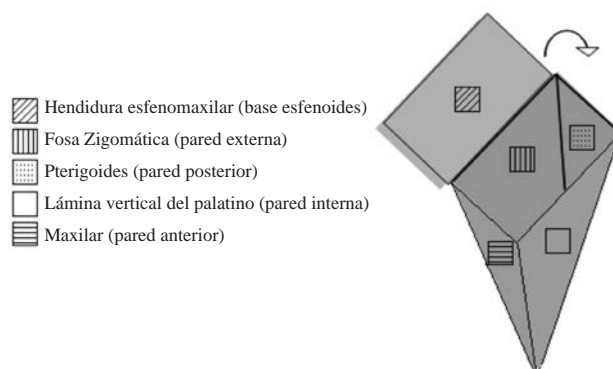 Hendidura esfenomaxilar (base esfenoides)
Fosa Zigomática (pared externa)
Pterigoides (pared posterior)
Lámina vertical del palatino (pared interna)
Maxilar (pared anterior)